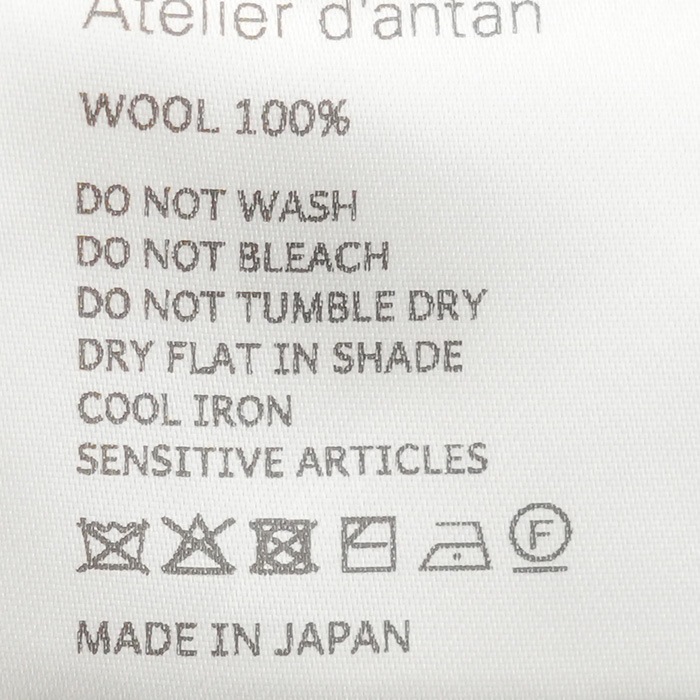 Atelier d'antan
WOOL 100%
DO NOT WASH
DO NOT BLEACH
DO NOT TUMBLE DRY
DRY FLAT IN SHADE
COOL IRON
SENSITIVE ARTICLES
F
MADE IN JAPAN